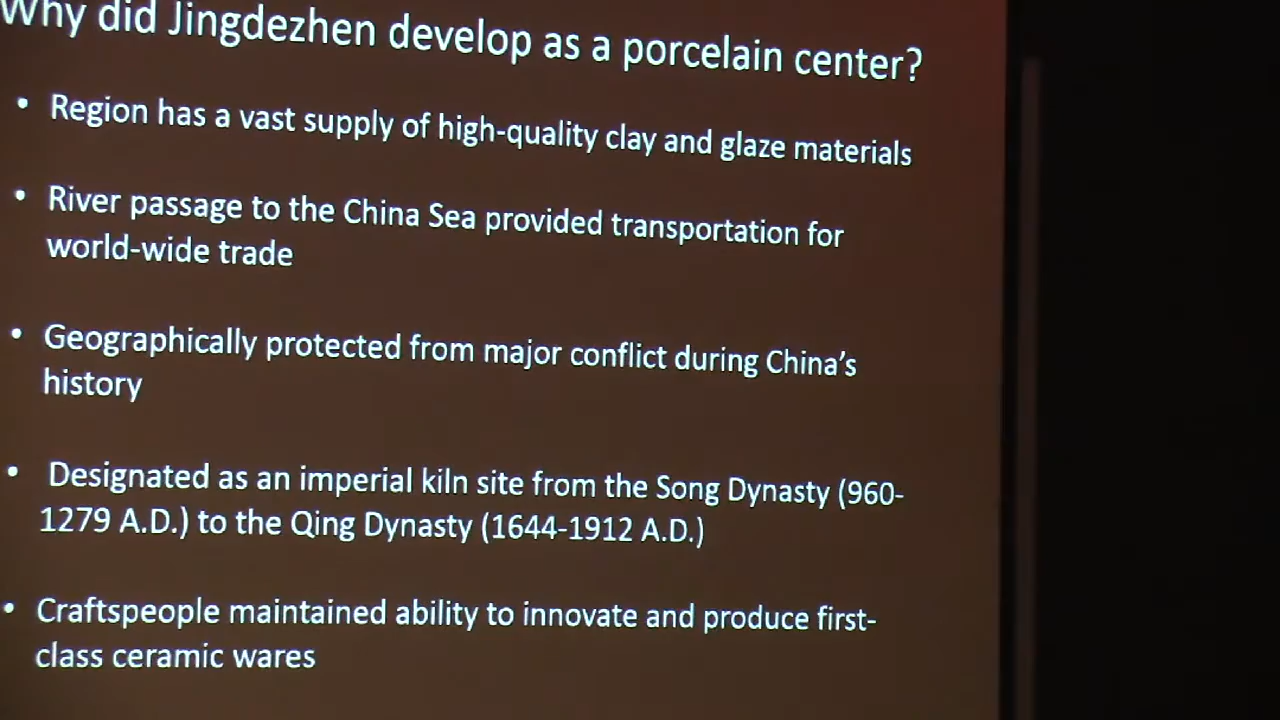 Why did Jingdezhen develop as a porcelain center?
• Region has a vast supply of high-quality clay and glaze materials
• River passage to the China Sea provided transportation for
world-wide trade
• Geographically protected from major conflict during China's
history
• Designated as an imperial kiln site from the Song Dynasty (960-
1279 A.D.) to the Qing Dynasty (1644-1912 A.D.)
• Craftspeople maintained ability to innovate and produce first-
class ceramic wares